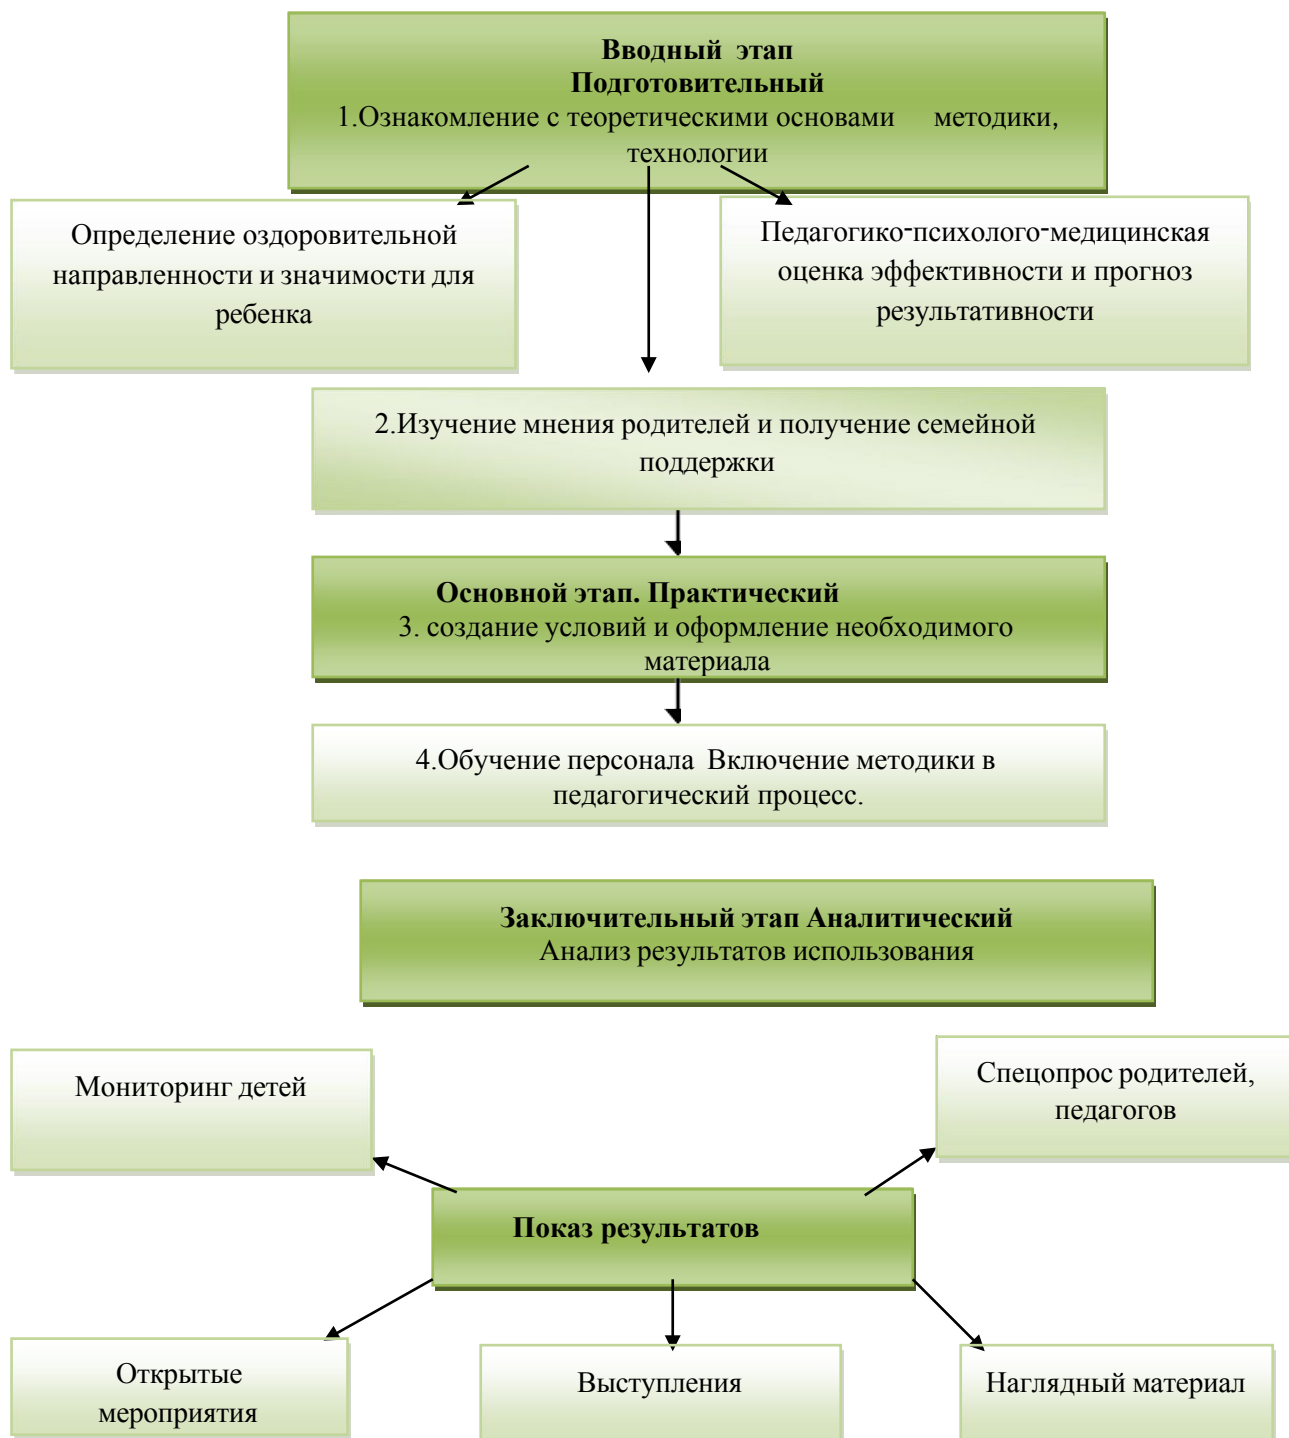 Вводный этап
Подготовительный
1.Ознакомление с теоретическими основами методики,
технологии
Определение оздоровительной
направленности и значимости для
ребенка
Педагогико-психолого-медицинская
оценка эффективности и прогноз
результативности
2.Изучение мнения родителей и получение семейной
поддержки
Основной этап. Практический
3. создание условий и оформление необходимого
материала
4.Обучение персонала Включение методики в
педагогический процесс.
Заключительный этап Аналитический
Анализ результатов использования
Мониторинг детей
Спецопрос родителей,
педагогов
Показ результатов
Открытые
мероприятия
Выступления
Наглядный материал